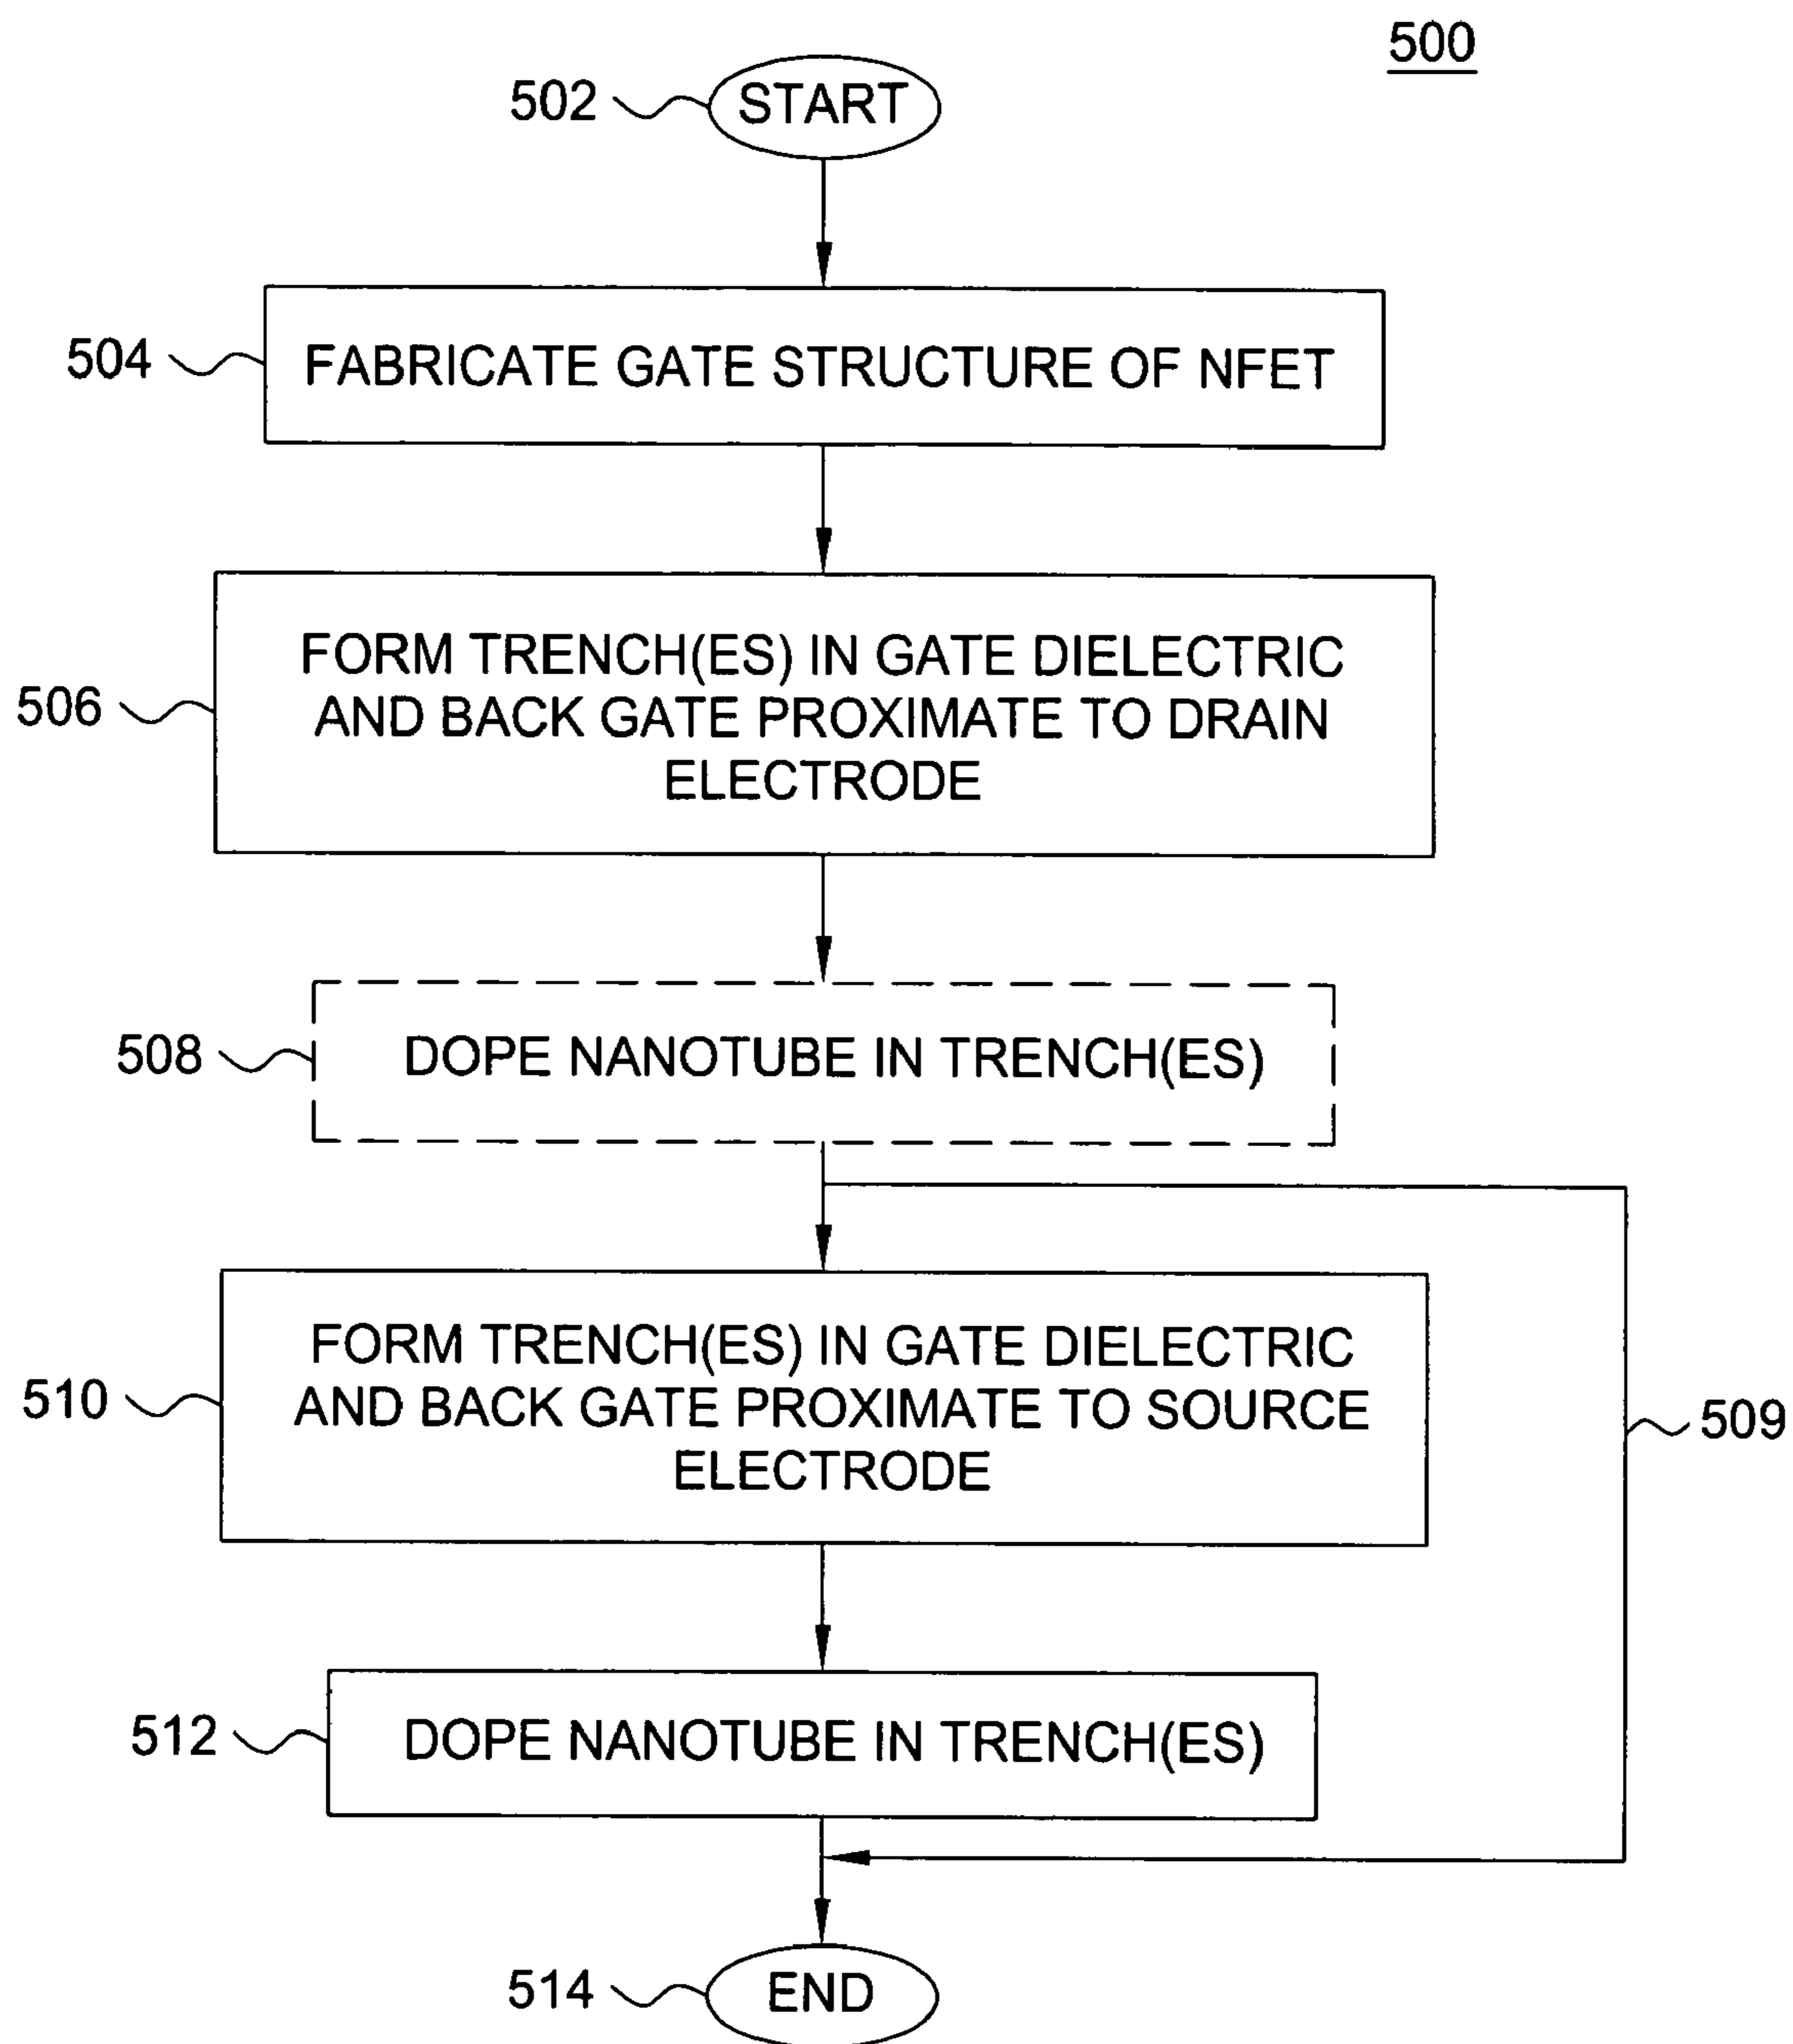 500
502
START
504
FABRICATE GATE STRUCTURE OF NFET
506
FORM TRENCH(ES) IN GATE DIELECTRIC
AND BACK GATE PROXIMATE TO DRAIN
ELECTRODE
508
DOPE NANOTUBE IN TRENCH(ES)
510
FORM TRENCH(ES) IN GATE DIELECTRIC
AND BACK GATE PROXIMATE TO SOURCE
ELECTRODE
509
512
DOPE NANOTUBE IN TRENCH(ES)
514
END